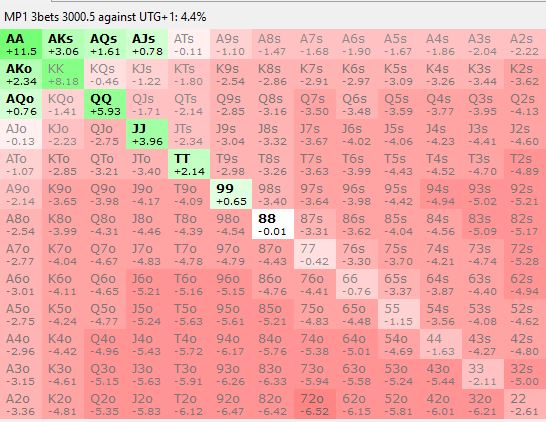 MP1 3bets 3000.5 against UTG+1: 4.4%
AA AKs AQs AJs ATs A9s A8s A7s A6s A5s A4s A3s A2s
+11.5 +3.06 +1.61 +0.78 -0.11 -1.10 -1.47 -1.68 -1.90 -1.67 -1.86 -2.04 -2.22
AKo KK KQs KJs KTs K9s K8s K7s K6s K5s K4s K3s K2s
+2.34 +8.18 -0.46 -1.22 -1.80 -2.54 -2.86 -2.91 -2.97 -3.09 -3.26 -3.44 -3.62
AQo KQo QQ QJs QTs Q9s Q8s Q7s Q6s Q5s Q4s Q3s Q2s
+0.76 -1.41 +5.93 -1.71 -2.14 -2.85 -3.16 -3.50 -3.48 -3.59 -3.77 -3.95 -4.13
AJo KJo QJo JJ JTs J9s J8s J7s J6s J5s J4s J3s J2s
-0.13 -2.23 -2.75 +3.96 -2.34 -3.04 -3.32 -3.67 -4.02 -4.06 -4.23 -4.41 -4.60
ATo KTo QTo JTo TT T9s T8s T7s T6s T5s T4s T3s T2s
-1.07 -2.85 -3.21 -3.40 +2.14 -2.98 -3.26 -3.63 -3.99 -4.43 -4.52 -4.70 -4.89
A9o K9o Q9o J9o T9o 99 98s 97s 96s 95s 94s 93s 92s
-2.14 -3.65 -3.98 -4.17 -4.09 +0.65 -3.40 -3.64 -3.98 -4.42 -4.94 -5.02 -5.21
A8o K8o Q8o J8o T8o 98o 88 87s 86s 85s 84s 83s 82s
-2.54 -3.99 -4.31 -4.46 -4.39 -4.54 -0.01 -3.31 -3.62 -4.04 -4.56 -5.09 -5.17
A7o K7o Q7o J7o T7o 97o 87o 77 76s 75s 74s 73s 72s
-2.77 -4.04 -4.67 -4.83 -4.78 -4.79 -4.43 -0.42 -3.30 -3.70 -4.21 -4.74 -5.28
A6o K6o Q6o J6o T6o 96o 86o 76o 66 65s 64s 63s 62s
-3.01 -4.11 -4.65 -5.21 -5.16 -5.15 -4.76 -4.41 -0.76 -3.37 -3.87 -4.40 -4.94
A5o K5o Q5o J5o T5o 95o 85o 75o 65o 55 54s 53s 52s
-2.75 -4.24 -4.77 -5.24 -5.63 -5.61 -5.21 -4.83 -4.48 -1.15 -3.56 -4.08 -4.62
A4o K4o Q4o J4o T4o 94o 84o 74o 64o 54o 44 43s 42s
-2.96 -4.42 -4.96 -5.43 -5.72 -6.17 -5.76 -5.38 -5.01 -4.69 -1.63 -4.27 -4.80
A3o K3o Q3o J3o T3o 93o 83o 73o 63o 53o 43o 33 32s
-3.15 -4.61 -5.15 -5.63 -5.91 -6.26 -6.33 -5.94 -5.58 -5.24 -5.44 -2.11 -5.00
A2o K2o Q2o J2o T2o 92o 82o 72o 62o 52o 42o 32o 22
-3.36 -4.81 -5.35 -5.83 -6.12 -6.47 -6.42 -6.52 -6.15 -5.81 -6.01 -6.21 -2.61